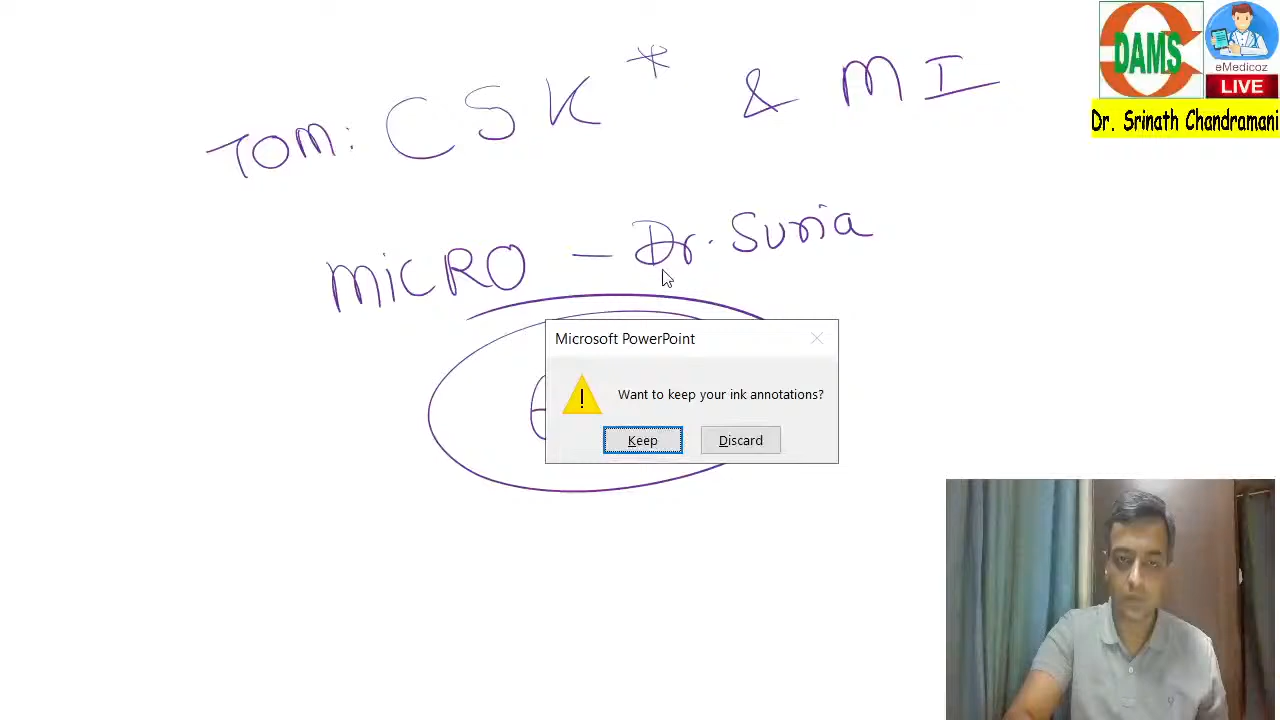 DAMS
eMedicoz
LIVE
Dr. Srinath Chandramani
TOM: CSK * & MI
MICRO - Dr. Suria
Microsoft PowerPoint
Want to keep your ink annotations?
Keep
Discard